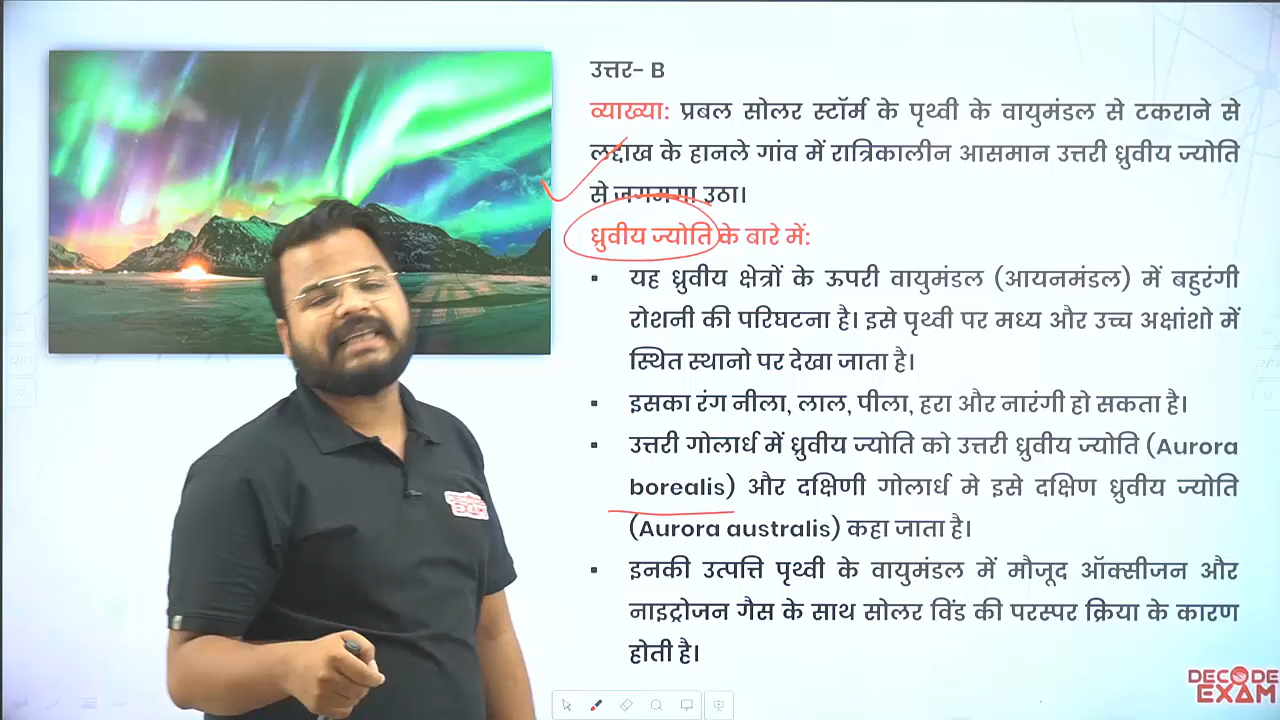 उत्तर- B
व्याख्या: प्रबल सोलर स्टॉर्म के पृथ्वी के वायुमंडल से टकराने से
लद्दाख के हानले गांव में रात्रिकालीन आसमान उत्तरी ध्रुवीय ज्योति
से जगमगा उठा।
ध्रुवीय ज्योति के बारे में:
▪ यह ध्रुवीय क्षेत्रों के ऊपरी वायुमंडल (आयनमंडल) में बहुरंगी
रोशनी की परिघटना है। इसे पृथ्वी पर मध्य और उच्च अक्षांशो में
स्थित स्थानो पर देखा जाता है।
▪ इसका रंग नीला, लाल, पीला, हरा और नारंगी हो सकता है।
▪ उत्तरी गोलार्ध में ध्रुवीय ज्योति को उत्तरी ध्रुवीय ज्योति (Aurora
borealis) और दक्षिणी गोलार्ध मे इसे दक्षिण ध्रुवीय ज्योति
(Aurora australis) कहा जाता है।
▪ इनकी उत्पत्ति पृथ्वी के वायुमंडल में मौजूद ऑक्सीजन और
नाइट्रोजन गैस के साथ सोलर विंड की परस्पर क्रिया के कारण
होती है।
DECODE
EXAM
DECODE
EXAM